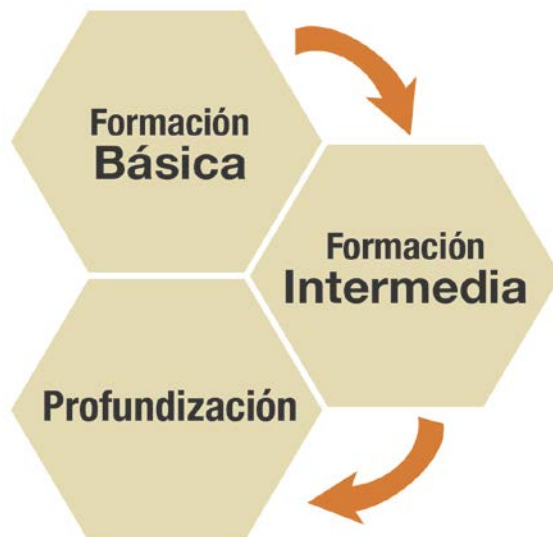 Formación
Básica
Formación
Intermedia
Profundización